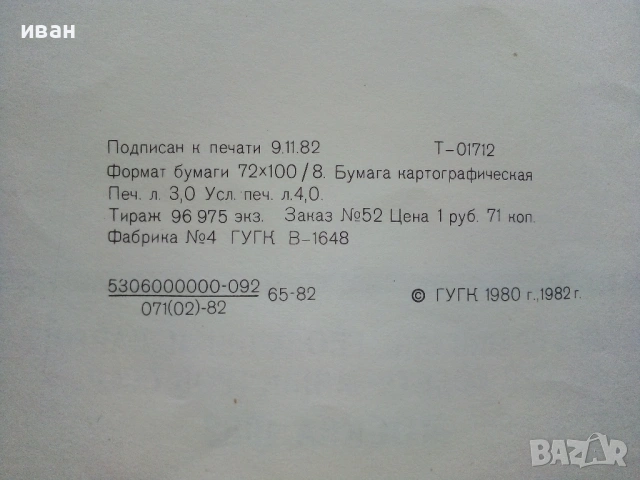 иван
Подписан к печати 9.11.82 Т-01712
Формат бумаги 72×100/8. Бумага картографическая
Печ. л. 3,0 Усл. печ. л.4,0.
Тираж 96 975 экз. Заказ №52 Цена 1 руб. 71 коп.
Фабрика №4 ГУГК В-1648
5306000000-092
071(02)-82
65-82
© ГУГК 1980 г.,1982 г.
BAZAR